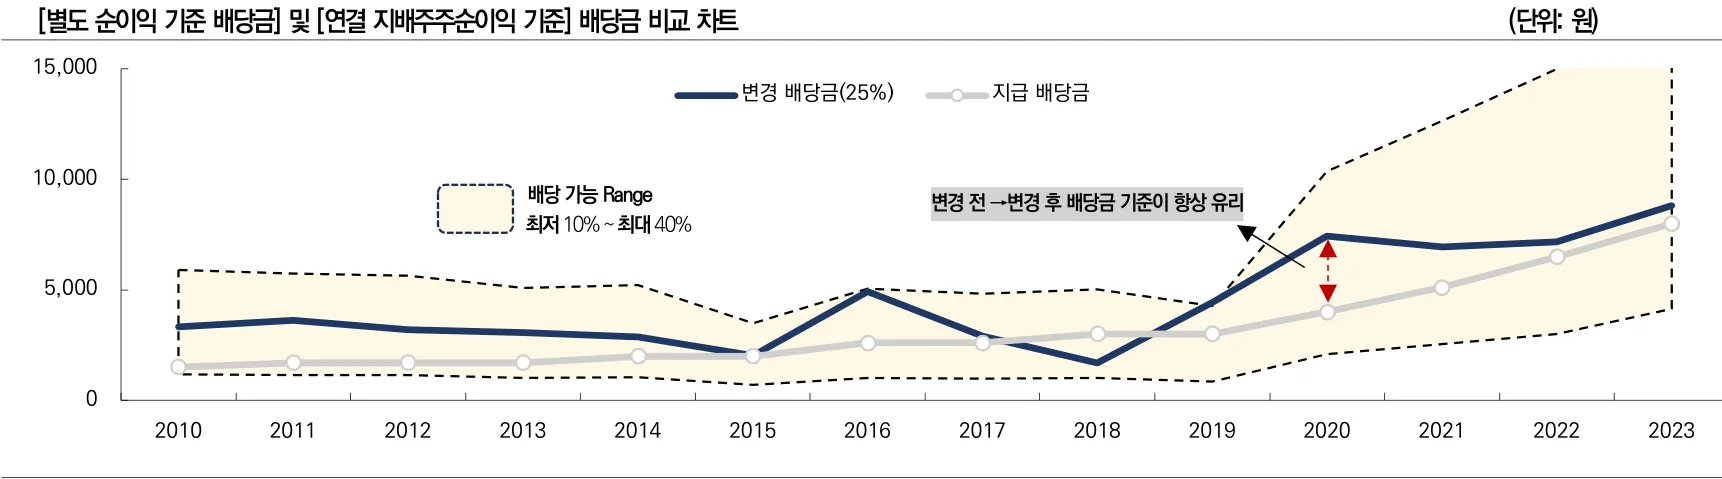 [별도 순이익 기준 배당금] 및 [연결 지배주주순이익 기준] 배당금 비교 차트 (단위: 원)
15,000
변경 배당금(25%) 지급 배당금
10,000
배당 가능 Range
최저 10% ~ 최대 40%
변경 전→변경 후 배당금 기준이 항상 유리
5,000
0
2010 2011 2012 2013 2014 2015 2016 2017 2018 2019 2020 2021 2022 2023